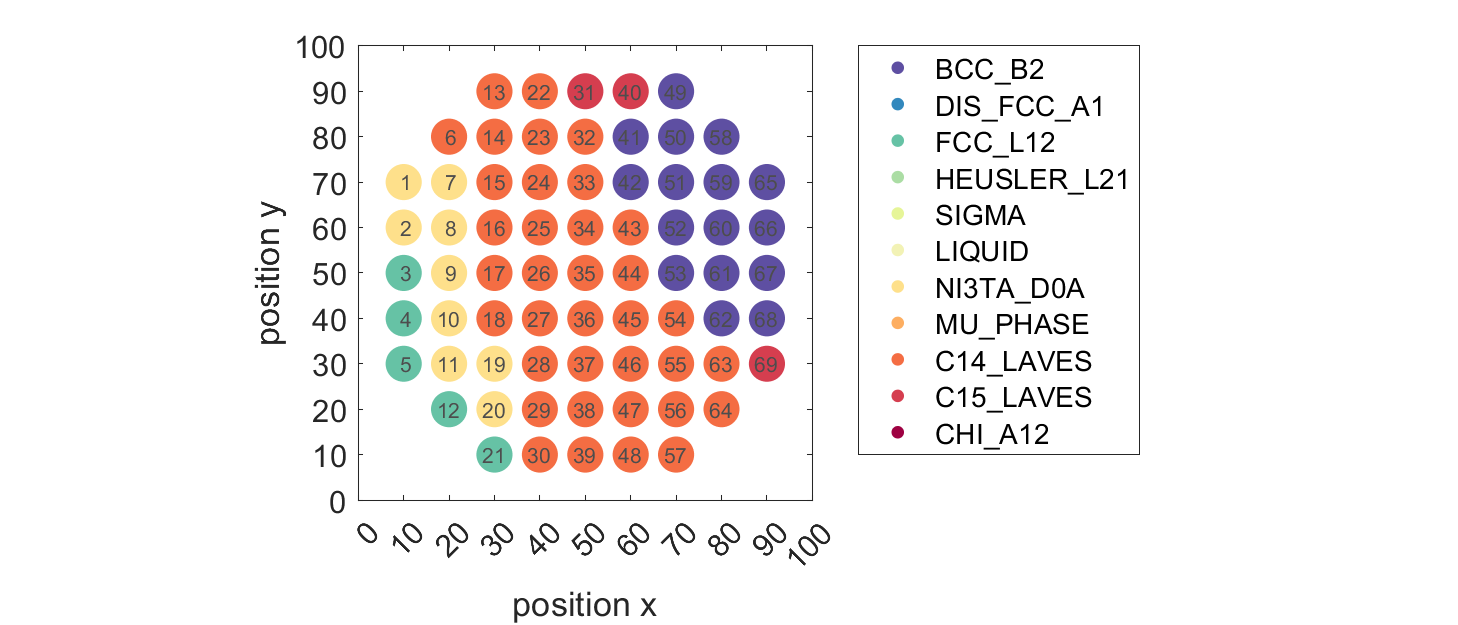 100
90
80
70
60
50
40
30
20
10
0
position y
13 22 31 40 49
6 14 23 32 41 50 58
1 7 15 24 33 42 51 59 65
2 8 16 25 34 43 52 60 66
3 9 17 26 35 44 53 61 67
4 10 18 27 36 45 54 62 68
5 11 19 28 37 46 55 63 69
12 20 29 38 47 56 64
21 30 39 48 57
0 10 20 30 40 50 60 70 80 90 100
position x
BCC_B2
DIS_FCC_A1
FCC_L12
HEUSLER_L21
SIGMA
LIQUID
NI3TA_D0A
MU_PHASE
C14_LAVES
C15_LAVES
CHI_A12